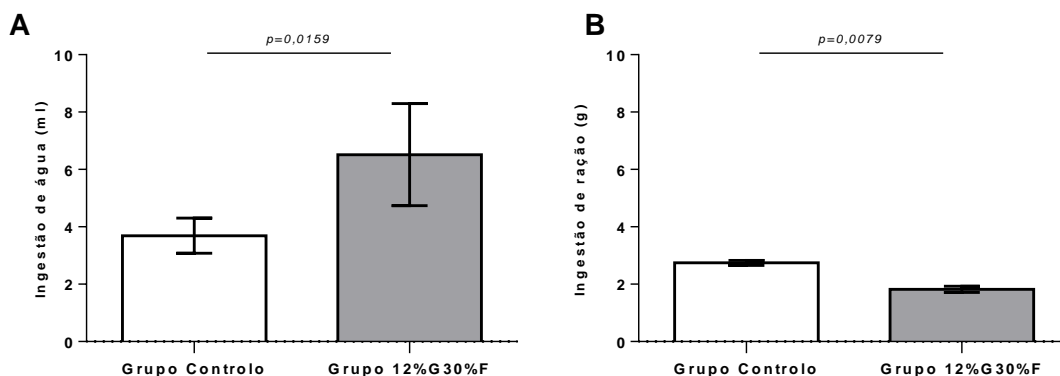 A
p=0,0159
Ingestão de água (ml)
10
8
6
4
2
0
Grupo Controlo
Grupo 12%G30%F
B
p=0,0079
Ingestão de ração (g)
10
8
6
4
2
0
Grupo Controlo
Grupo 12%G30%F